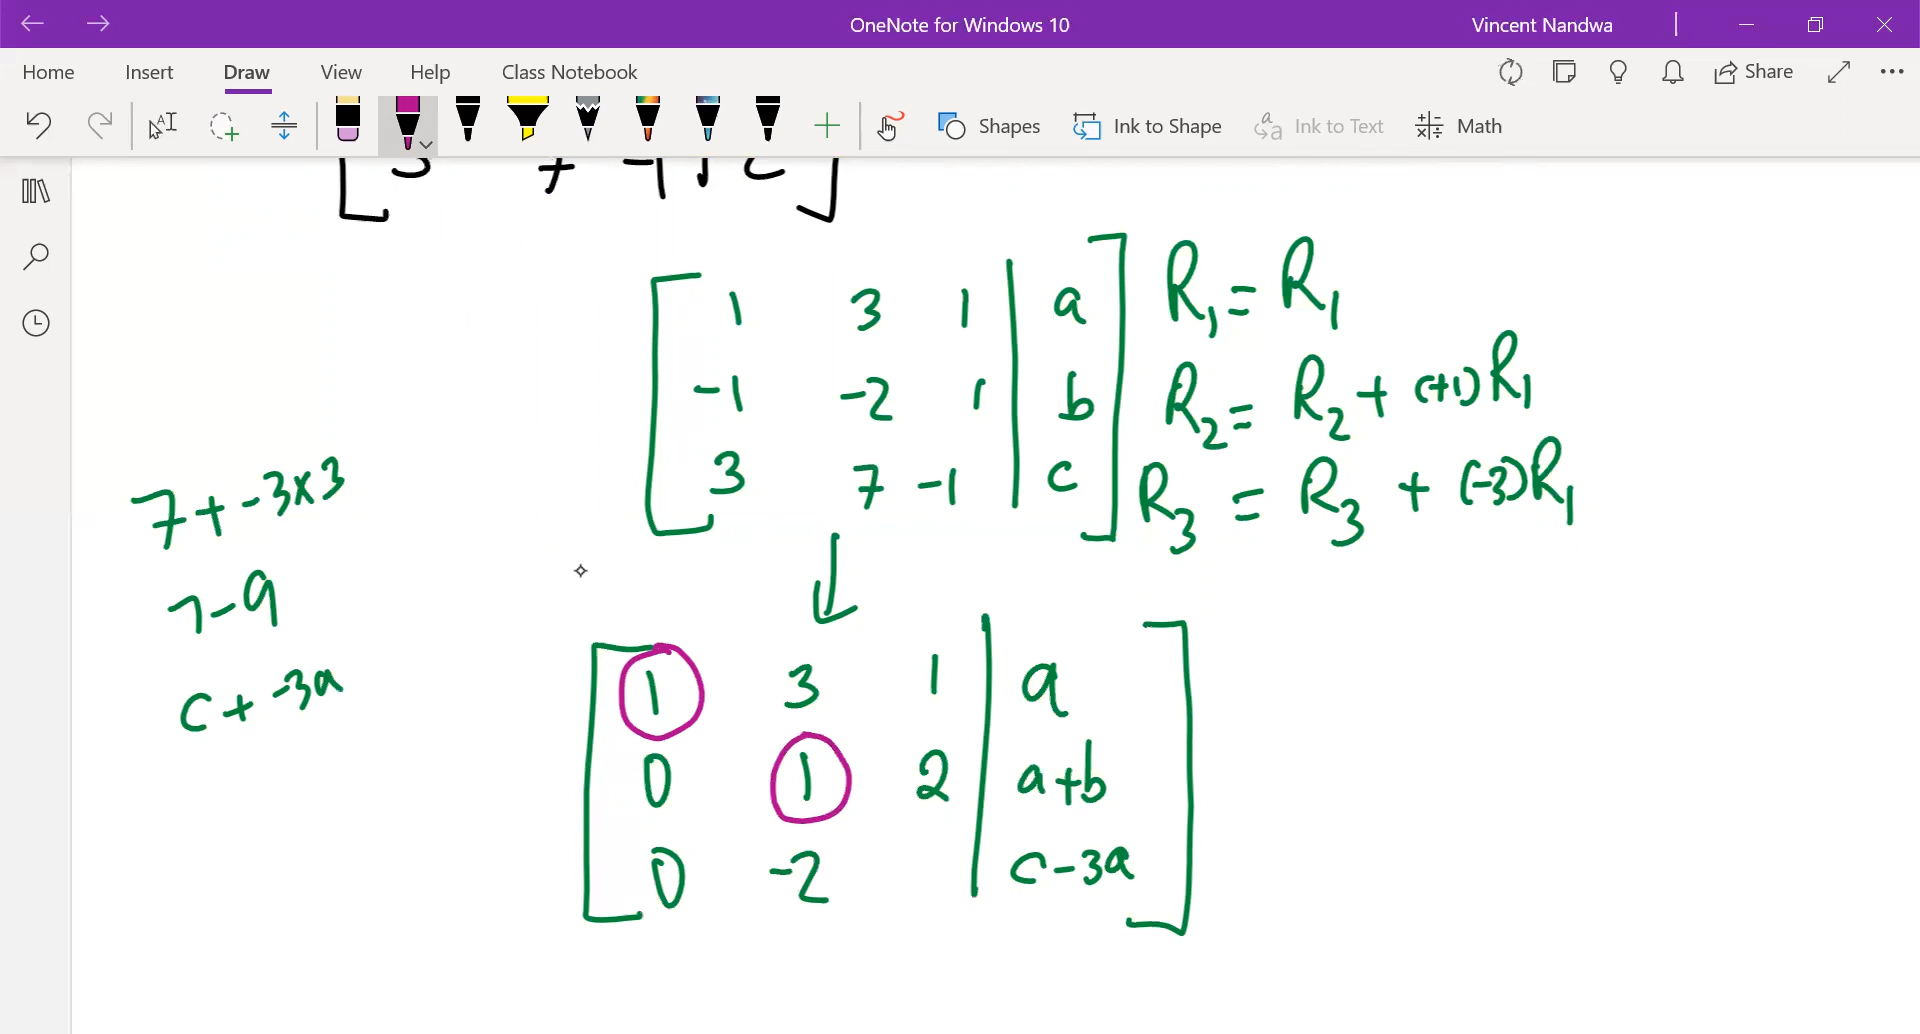 OneNote for Windows 10 Vincent Nandwa
Home Insert Draw View Help Class Notebook Share
Shapes Ink to Shape Ink to Text Math
1 3 1 a R₁ = R₁
-1 -2 1 b R₂ = R₂ + (+1)R₁
3 7 -1 c R₃ = R₃ + (-3)R₁
7 + -3x3
7-9
c + -3a
1 3 1 a
0 1 2 a+b
0 -2 c-3a